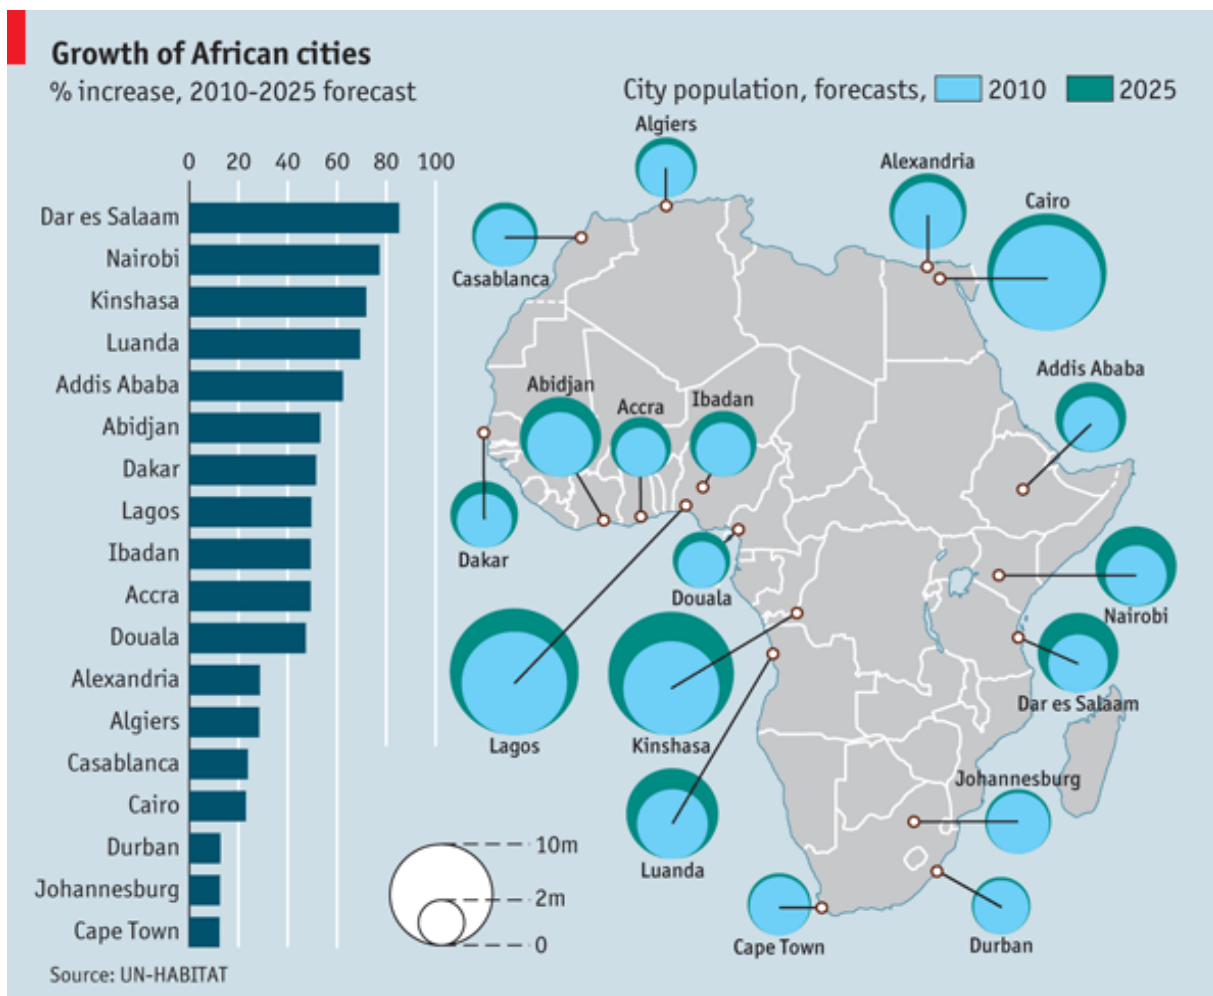 Growth of African cities
% increase, 2010-2025 forecast
City population, forecasts, 2010 2025
0 20 40 60 80 100
Dar es Salaam
Nairobi
Kinshasa
Luanda
Addis Ababa
Abidjan
Dakar
Lagos
Ibadan
Accra
Douala
Alexandria
Algiers
Casablanca
Cairo
Durban
Johannesburg
Cape Town
Algiers
Alexandria
Cairo
Casablanca
Addis Ababa
Abidjan
Accra
Ibadan
Dakar
Douala
Nairobi
Dar es Salaam
Lagos
Kinshasa
Johannesburg
Luanda
Cape Town
Durban
10m
2m
0
Source: UN-HABITAT